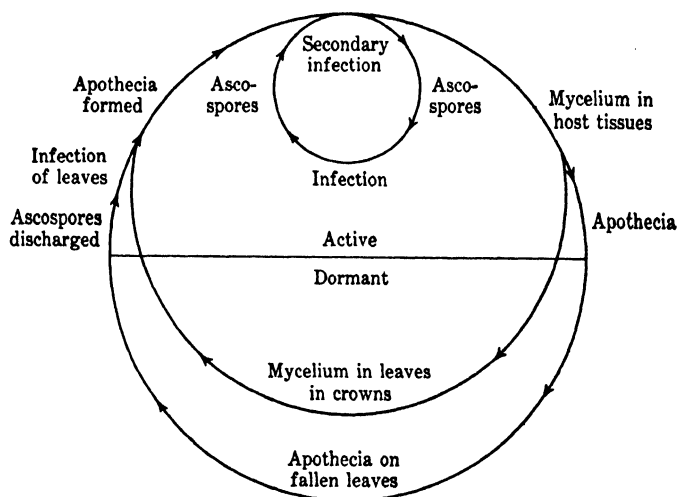 Secondary
infection
Asco-
spores
Asco-
spores
Infection
Apothecia
formed
Mycelium in
host tissues
Infection
of leaves
Ascospores
discharged
Apothecia
Active
Dormant
Mycelium in leaves
in crowns
Apothecia on
fallen leaves